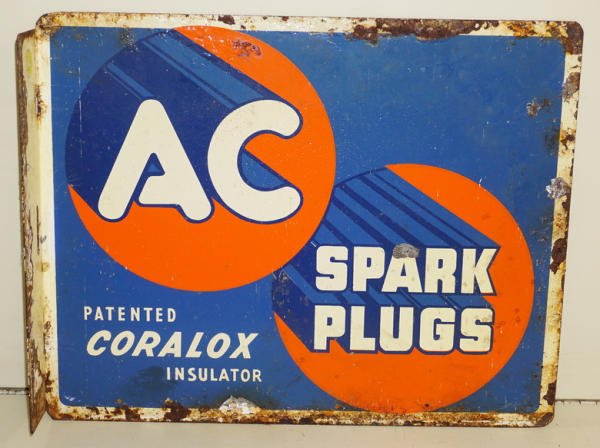 AC
SPARK
PLUGS
PATENTED
CORALOX
INSULATOR